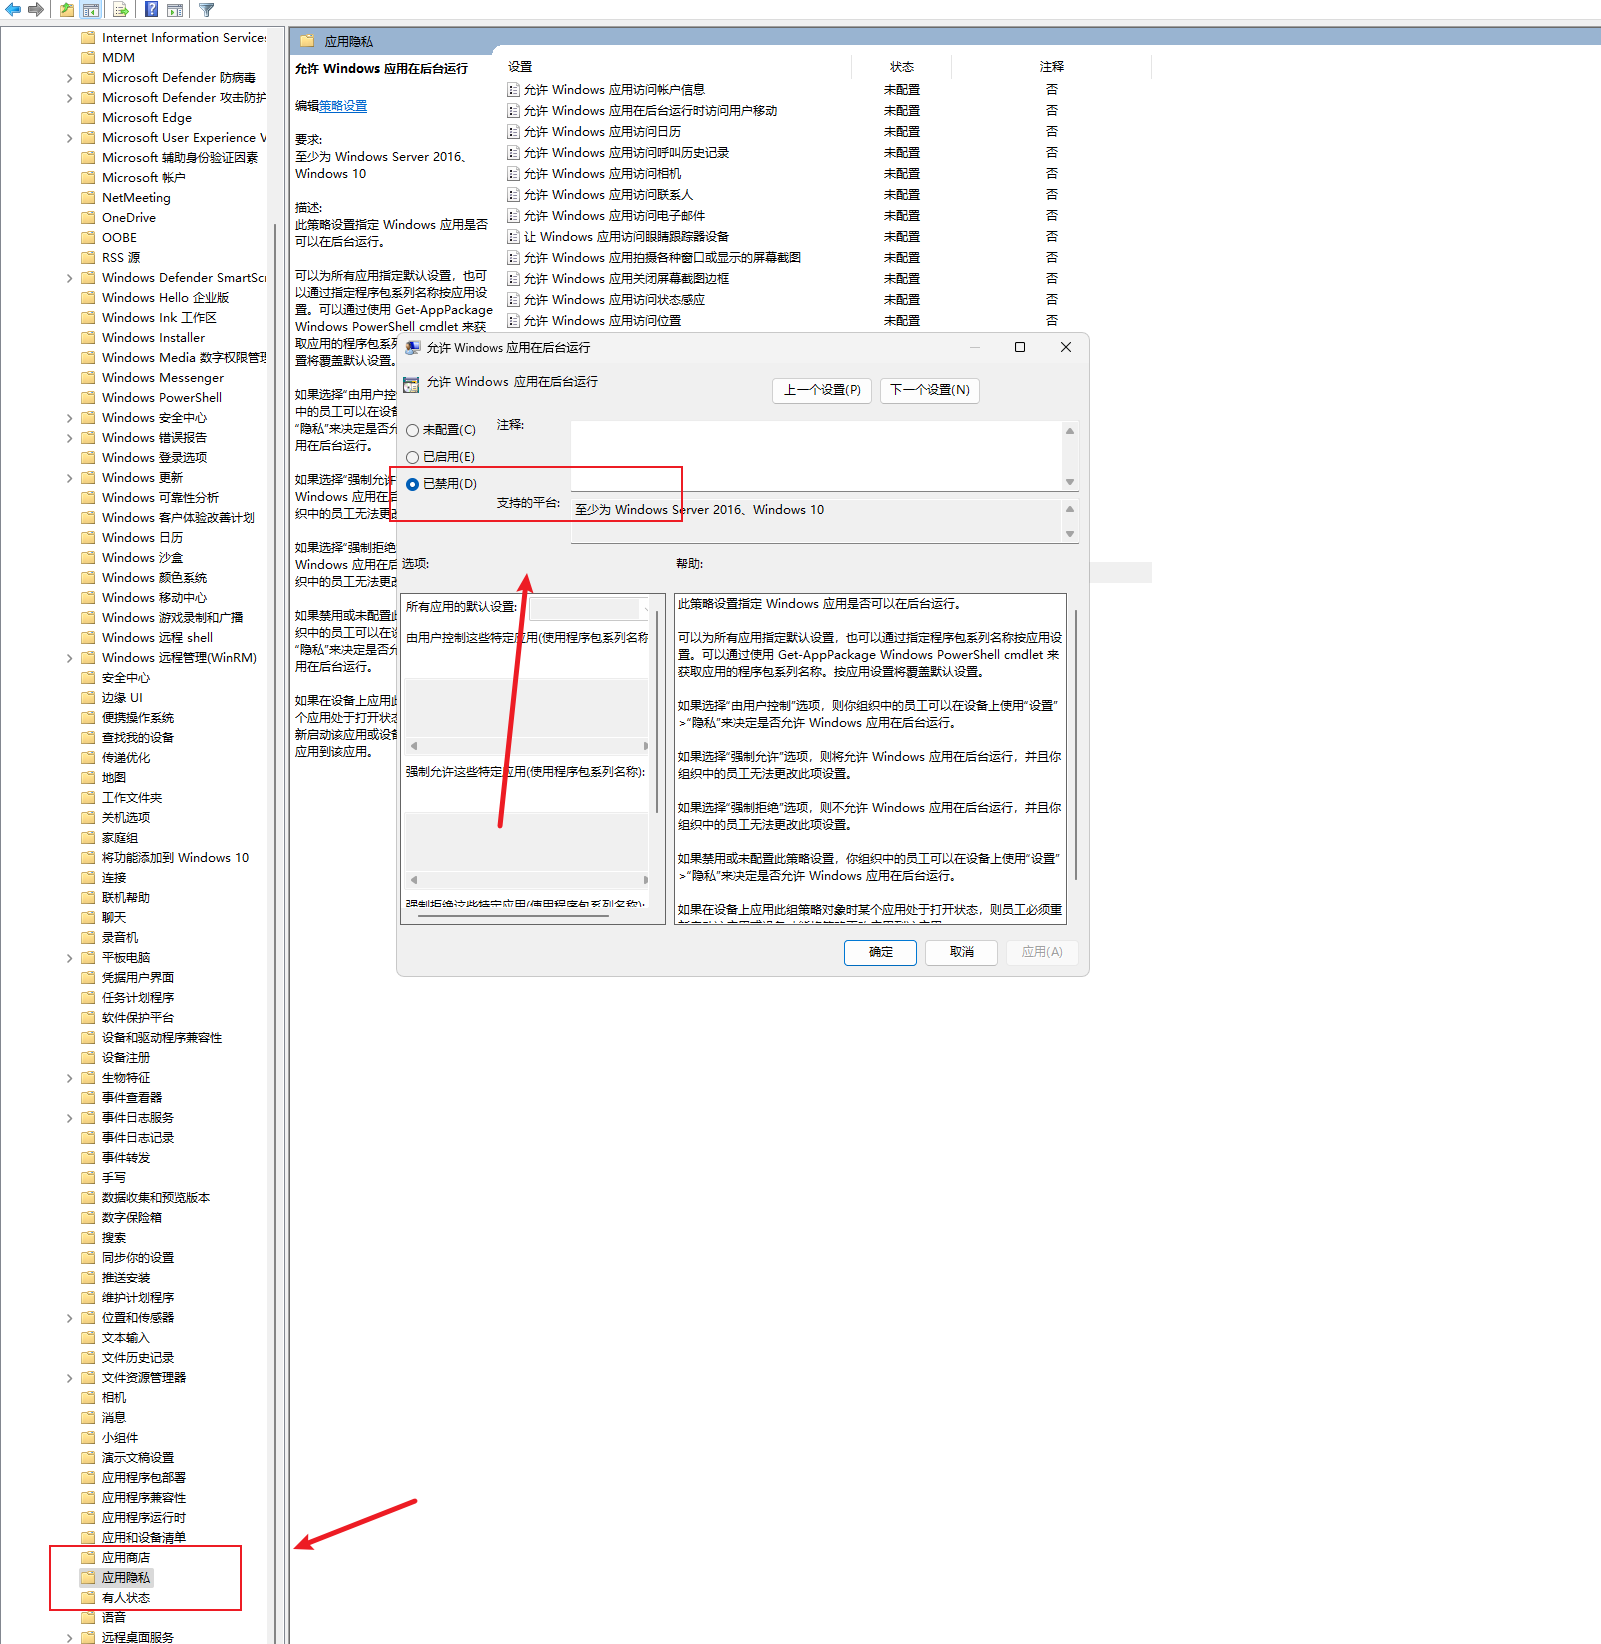 Internet Information Services
MDM
Microsoft Defender 防病毒
Microsoft Defender 攻击防护
Microsoft Edge
Microsoft User Experience V
Microsoft 辅助身份验证因素
Microsoft 帐户
NetMeeting
OneDrive
OOBE
RSS 源
Windows Defender SmartScr
Windows Hello 企业版
Windows Ink 工作区
Windows Installer
Windows Media 数字权限管理
Windows Messenger
Windows PowerShell
Windows 安全中心
Windows 错误报告
Windows 登录选项
Windows 更新
Windows 可靠性分析
Windows 客户体验改善计划
Windows 日历
Windows 沙盒
Windows 颜色系统
Windows 移动中心
Windows 游戏录制和广播
Windows 远程 shell
Windows 远程管理(WinRM)
安全中心
边缘 UI
便携操作系统
查找我的设备
传递优化
地图
工作文件夹
关机选项
家庭组
将功能添加到 Windows 10
连接
联机帮助
聊天
录音机
平板电脑
凭据用户界面
任务计划程序
软件保护平台
设备和驱动程序兼容性
设备注册
生物特征
事件查看器
事件日志服务
事件日志记录
事件转发
手写
数据收集和预览版本
数字保险箱
搜索
同步你的设置
推送安装
维护计划程序
位置和传感器
文本输入
文件历史记录
文件资源管理器
相机
消息
小组件
演示文稿设置
应用程序包部署
应用程序兼容性
应用程序运行时
应用和设备清单
应用商店
应用隐私
有人状态
语音
远程桌面服务
应用隐私
允许 Windows 应用在后台运行
编辑策略设置
要求:
至少为 Windows Server 2016、
Windows 10
描述:
此策略设置指定 Windows 应用是否
可以在后台运行。
可以为所有应用指定默认设置，也可
以通过指定程序包系列名称按应用设
置。可以通过使用 Get-AppPackage
Windows PowerShell cmdlet 来获
取应用的程序包系列
置将覆盖默认设置。
如果选择“由用户控
中的员工可以在设备
“隐私”来决定是否允
用在后台运行。
如果选择“强制允许
Windows 应用在后
织中的员工无法更改
如果选择“强制拒绝
Windows 应用在后
织中的员工无法更改
如果禁用或未配置此
织中的员工可以在设
“隐私”来决定是否允
用在后台运行。
如果在设备上应用此
个应用处于打开状态
新启动该应用或设备
应用到该应用。
设置 状态 注释
允许 Windows 应用访问帐户信息 未配置 否
允许 Windows 应用在后台运行时访问用户移动 未配置 否
允许 Windows 应用访问日历 未配置 否
允许 Windows 应用访问呼叫历史记录 未配置 否
允许 Windows 应用访问相机 未配置 否
允许 Windows 应用访问联系人 未配置 否
允许 Windows 应用访问电子邮件 未配置 否
让 Windows 应用访问眼睛跟踪器设备 未配置 否
允许 Windows 应用拍摄各种窗口或显示的屏幕截图 未配置 否
允许 Windows 应用关闭屏幕截图边框 未配置 否
允许 Windows 应用访问状态感应 未配置 否
允许 Windows 应用访问位置 未配置 否
允许 Windows 应用在后台运行
允许 Windows 应用在后台运行
上一个设置(P) 下一个设置(N)
未配置(C) 注释:
已启用(E)
已禁用(D)
支持的平台: 至少为 Windows Server 2016、Windows 10
选项: 帮助:
所有应用的默认设置:
由用户控制这些特定应用(使用程序包系列名称
强制允许这些特定应用(使用程序包系列名称):
强制拒绝这些特定应用(使用程序包系列名称):
此策略设置指定 Windows 应用是否可以在后台运行。
可以为所有应用指定默认设置，也可以通过指定程序包系列名称按应用设
置。可以通过使用 Get-AppPackage Windows PowerShell cmdlet 来
获取应用的程序包系列名称。按应用设置将覆盖默认设置。
如果选择“由用户控制”选项，则你组织中的员工可以在设备上使用“设置”
>“隐私”来决定是否允许 Windows 应用在后台运行。
如果选择“强制允许”选项，则将允许 Windows 应用在后台运行，并且你
组织中的员工无法更改此项设置。
如果选择“强制拒绝”选项，则不允许 Windows 应用在后台运行，并且你
组织中的员工无法更改此项设置。
如果禁用或未配置此策略设置，你组织中的员工可以在设备上使用“设置”
>“隐私”来决定是否允许 Windows 应用在后台运行。
如果在设备上应用此组策略对象时某个应用处于打开状态，则员工必须重
确定 取消 应用(A)